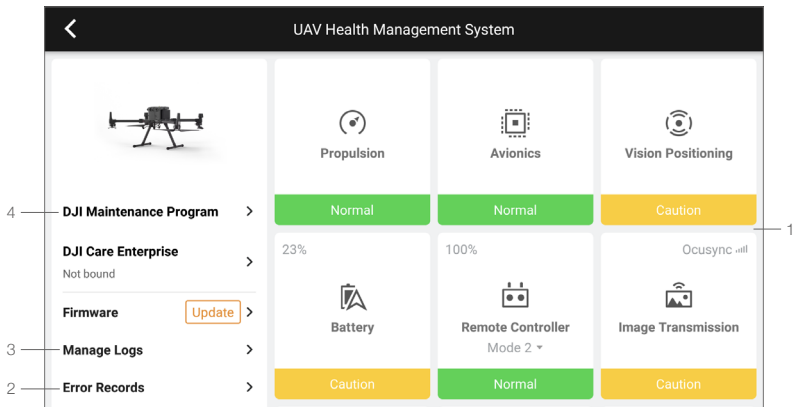 UAV Health Management System
Propulsion
Normal
Avionics
Normal
Vision Positioning
Caution
4
DJI Maintenance Program
DJI Care Enterprise
Not bound
Firmware
Update
3
Manage Logs
2
Error Records
1
23%
Battery
Caution
100%
Remote Controller
Mode 2
Normal
Ocusync
Image Transmission
Caution